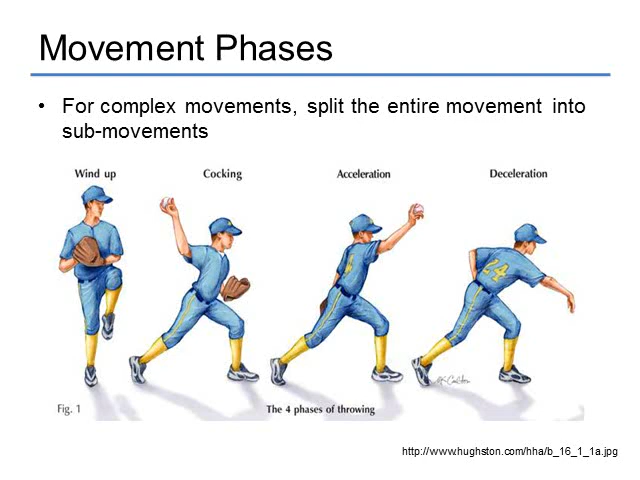 Movement Phases
• For complex movements, split the entire movement into
sub-movements
Wind up
Cocking
Acceleration
Deceleration
24
Fig. 1
The 4 phases of throwing
http://www.hughston.com/hha/b_16_1_1a.jpg